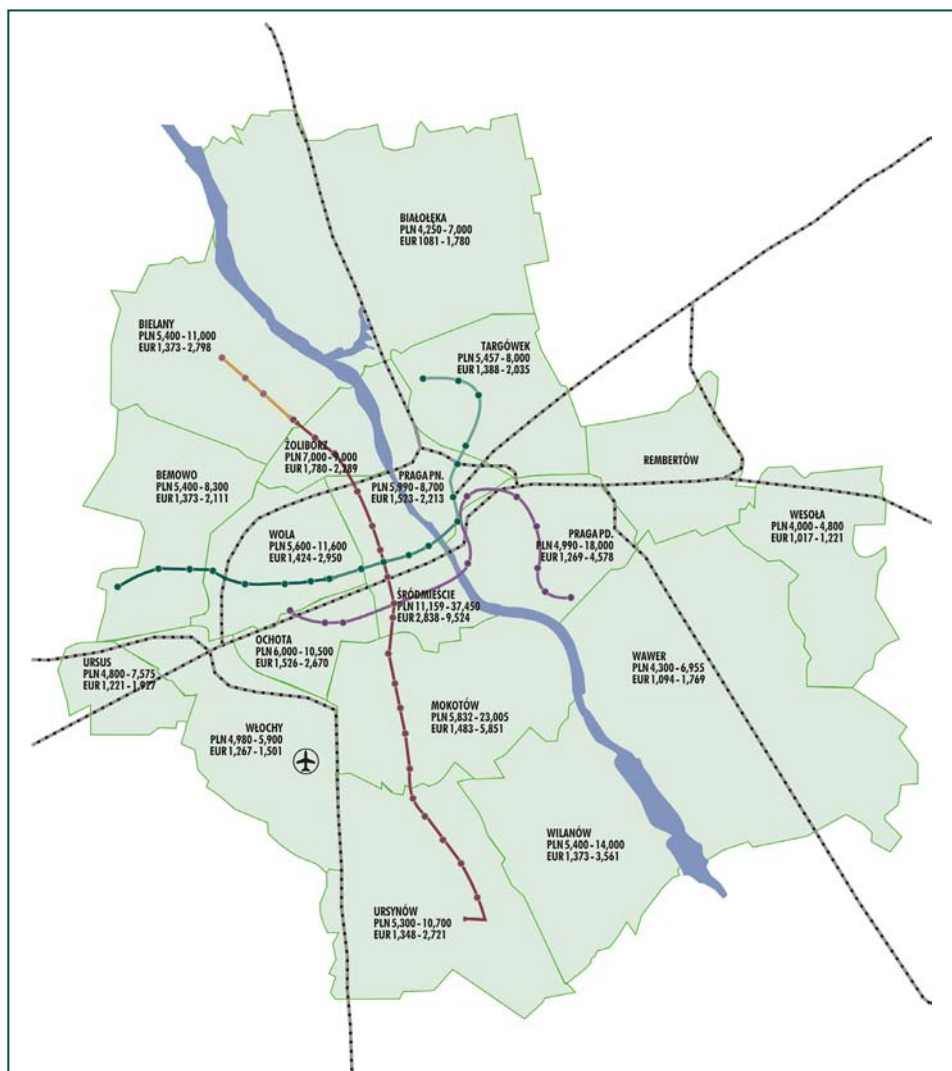 BIAŁOŁĘKA
PLN 4,250 - 7,000
EUR 1081 - 1,780
BIELANY
PLN 5,400 - 11,000
EUR 1,373 - 2,798
TARGÓWEK
PLN 5,457 - 8,000
EUR 1,388 - 2,035
ŻOLIBORZ
PLN 7,000 - 9,000
EUR 1,780 - 2,289
BEMOWO
PLN 5,400 - 8,300
EUR 1,373 - 2,111
PRAGA PN.
PLN 5,990 - 8,700
EUR 1,523 - 2,213
REMBERTÓW
WESOŁA
PLN 4,000 - 4,800
EUR 1,017 - 1,221
WOLA
PLN 5,600 - 11,600
EUR 1,424 - 2,950
PRAGA PD.
PLN 4,990 - 18,000
EUR 1,269 - 4,578
ŚRÓDMIEŚCIE
PLN 11,159 - 37,450
EUR 2,838 - 9,524
OCHOTA
PLN 6,000 - 10,500
EUR 1,526 - 2,670
URSUS
PLN 4,800 - 7,575
EUR 1,221 - 1,927
WAWER
PLN 4,300 - 6,955
EUR 1,094 - 1,769
MOKOTÓW
PLN 5,832 - 23,005
EUR 1,483 - 5,851
WŁOCHY
PLN 4,980 - 5,900
EUR 1,267 - 1,501
WILANÓW
PLN 5,400 - 14,000
EUR 1,373 - 3,561
URSYNÓW
PLN 5,300 - 10,700
EUR 1,348 - 2,721